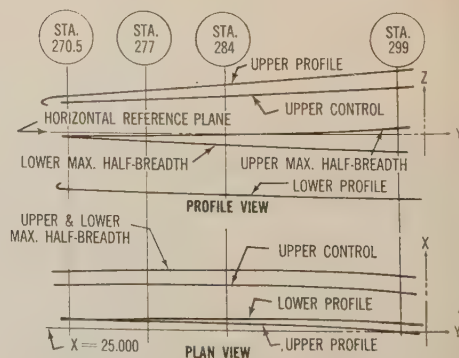 STA.
270.5
STA.
277
STA.
284
STA.
299
UPPER PROFILE
Z
UPPER CONTROL
HORIZONTAL REFERENCE PLANE
Y
LOWER MAX. HALF-BREADTH
UPPER MAX. HALF-BREADTH
LOWER PROFILE
PROFILE VIEW
UPPER & LOWER
MAX. HALF-BREADTH
X
UPPER CONTROL
LOWER PROFILE
Y
X = 25.000
UPPER PROFILE
PLAN VIEW